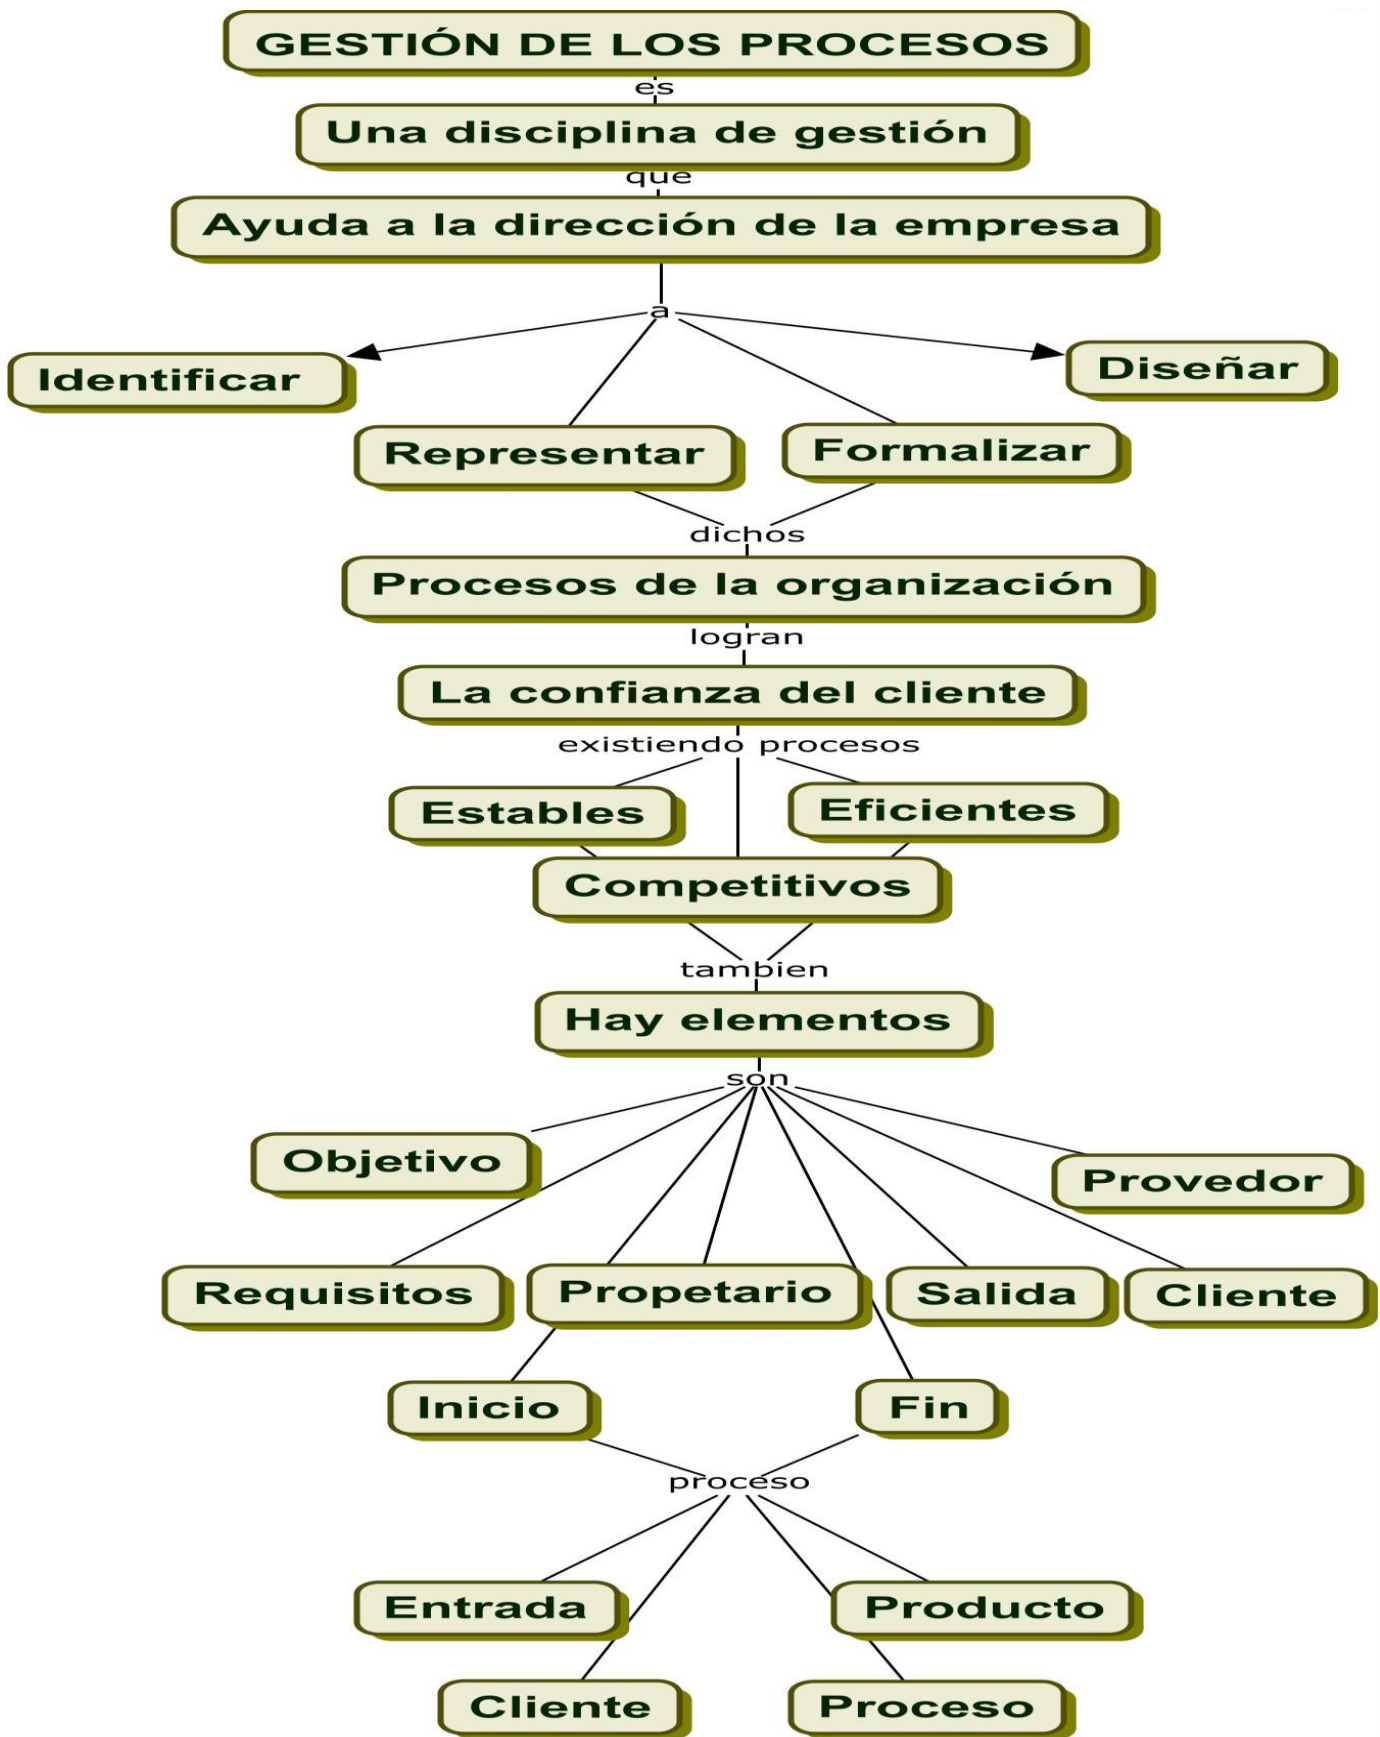 GESTIÓN DE LOS PROCESOS
es
Una disciplina de gestión
que
Ayuda a la dirección de la empresa
a
Identificar
Diseñar
Representar
Formalizar
dichos
Procesos de la organización
logran
La confianza del cliente
existiendo procesos
Estables
Eficientes
Competitivos
tambien
Hay elementos
son
Objetivo
Provedor
Requisitos
Propetario
Salida
Cliente
Inicio
Fin
proceso
Entrada
Producto
Cliente
Proceso